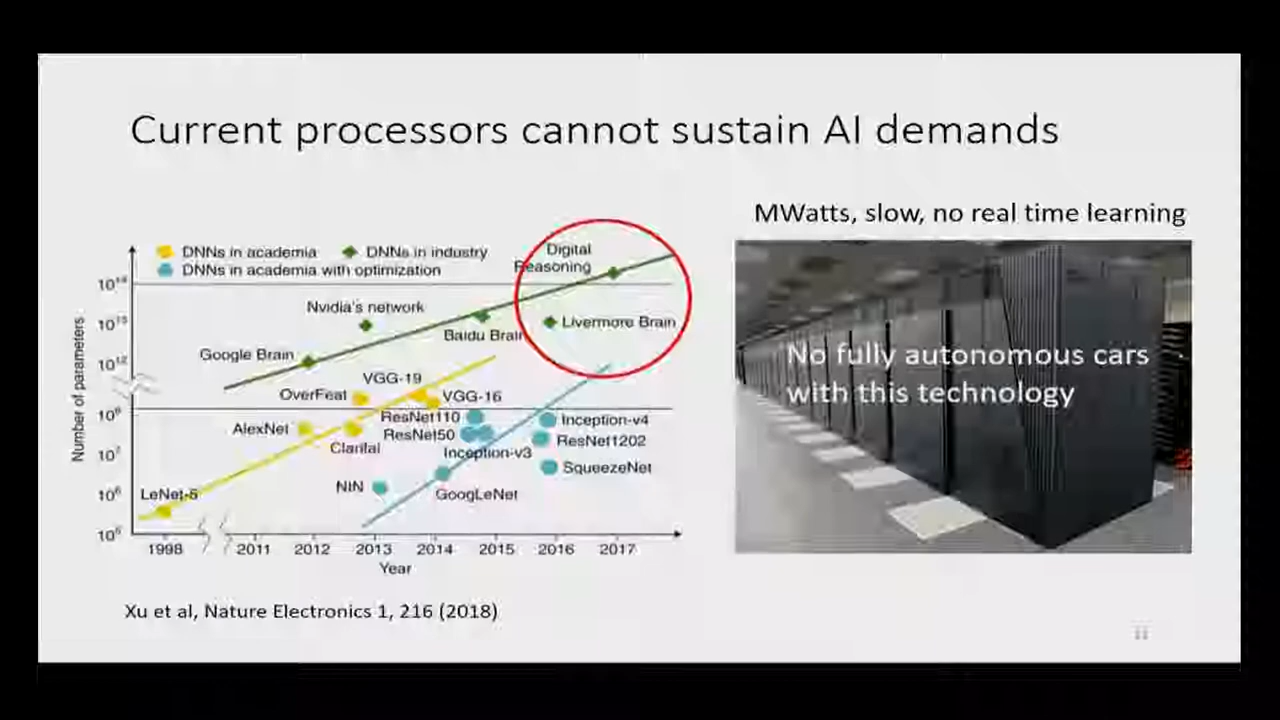 Current processors cannot sustain AI demands
MWatts, slow, no real time learning
DNNs in academia
DNNs in industry
DNNs in academia with optimization
Digital
Reasoning
Nvidia's network
Livermore Brain
Baidu Brain
Google Brain
VGG-19
OverFeat
VGG-16
ResNet110
Inception-v4
AlexNet
ResNet50
ResNet1202
Clarifai
Inception-v3
SqueezeNet
NIN
GoogLeNet
LeNet-5
Number of parameters
1998 2011 2012 2013 2014 2015 2016 2017
Year
No fully autonomous cars
with this technology
Xu et al, Nature Electronics 1, 216 (2018)